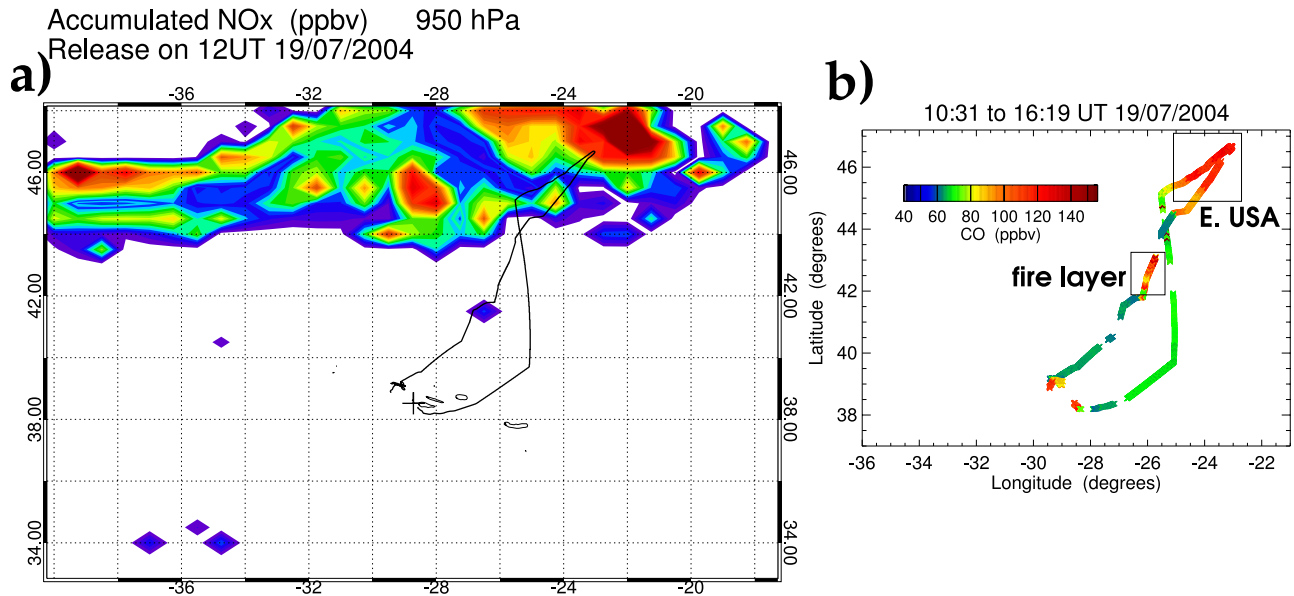 Accumulated NOx (ppbv) 950 hPa
Release on 12UT 19/07/2004
a)
-36 -32 -28 -24 -20
46.00 46.00
42.00 42.00
38.00 38.00
34.00 34.00
-36 -32 -28 -24 -20
b)
10:31 to 16:19 UT 19/07/2004
46
44
42
40
38
Latitude (degrees)
40 60 80 100 120 140
CO (ppbv)
E. USA
fire layer
-36 -34 -32 -30 -28 -26 -24 -22
Longitude (degrees)